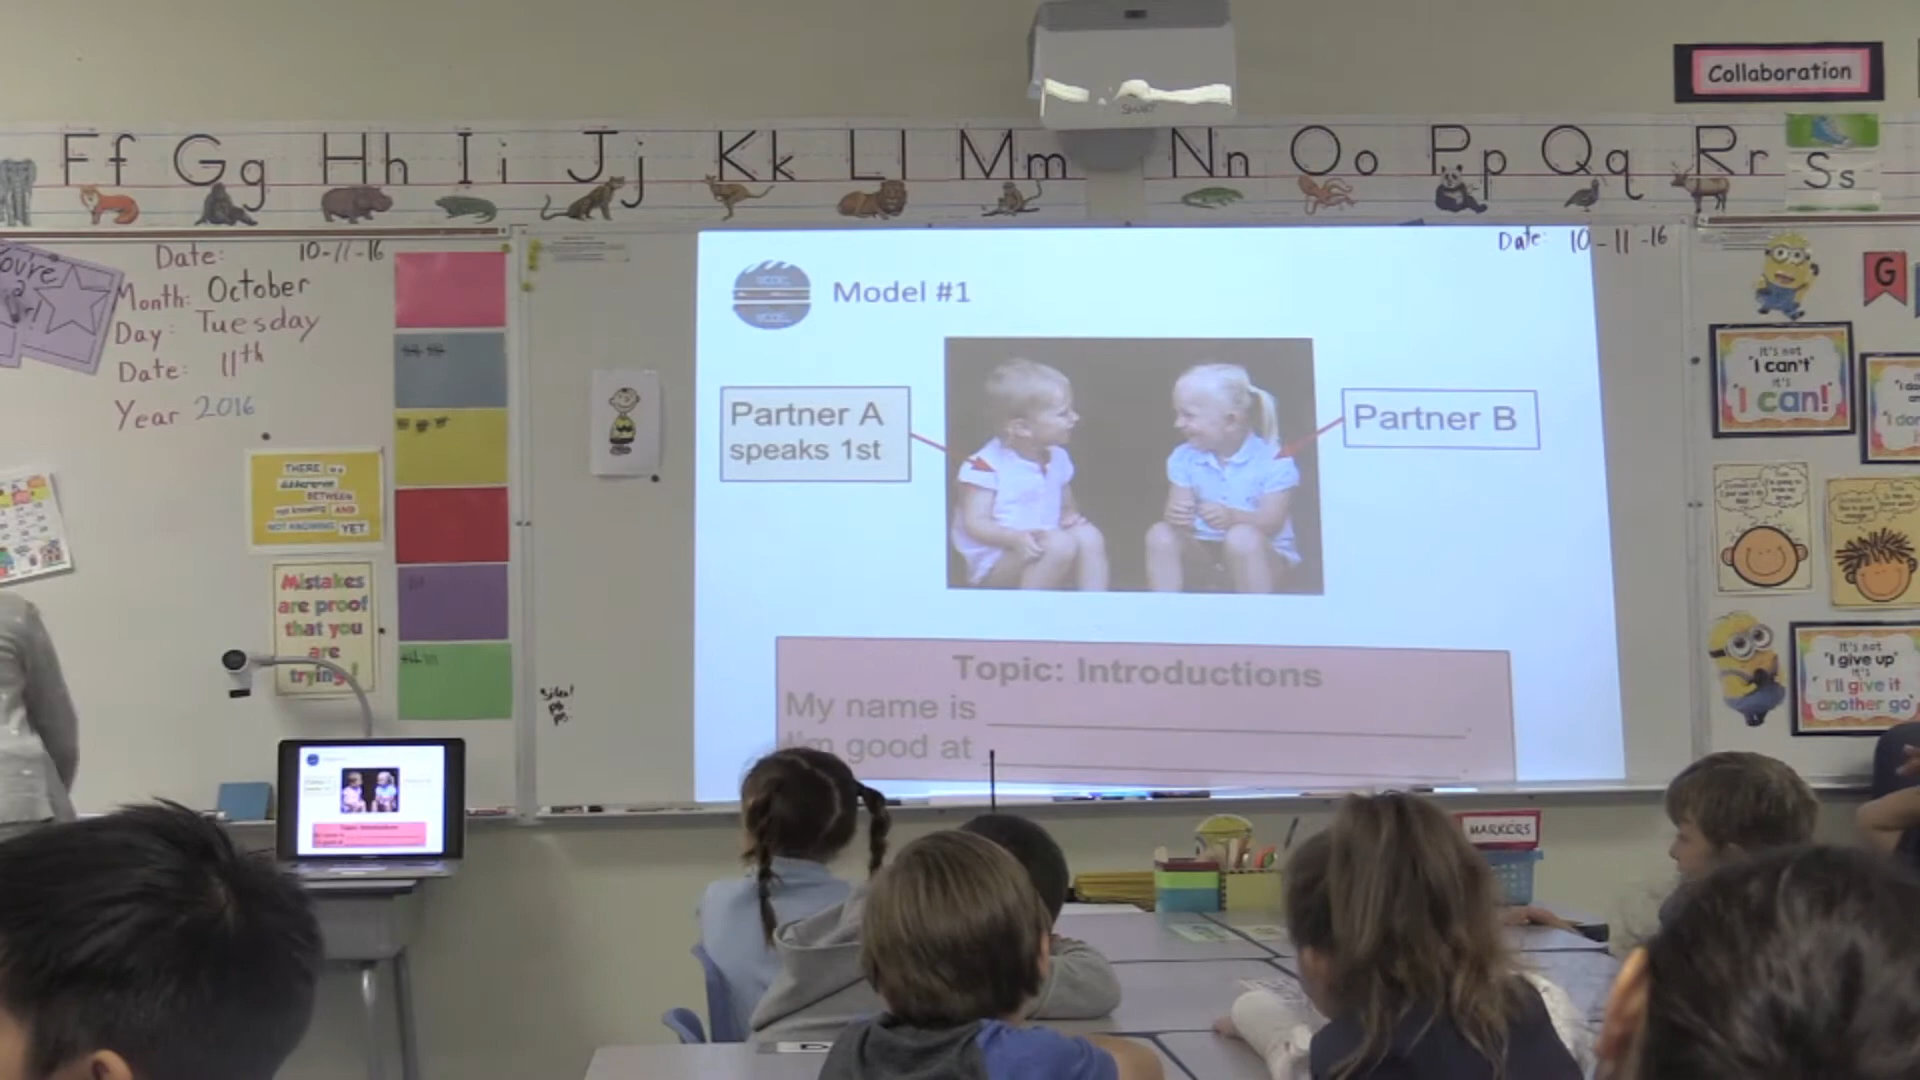 Collaboration
Ff Gg Hh Ii Jj Kk Ll Mm Nn Oo Pp Qq Rr Ss
You're
Date: 10-11-16
Month: October
Day: Tuesday
Date: 11th
Year 2016
THERE is a
difference
BETWEEN
not knowing AND
NOT KNOWING YET.
Mistakes
are proof
that you
are
trying!
SMART
Date: 10-11-16
Model #1
Partner A
speaks 1st
Partner B
Topic: Introductions
My name is
I'm good at
G
It's not
"I can't"
it's
"I can!"
It's not
"I give up"
it's
"I'll give it
another go"
MARKERS